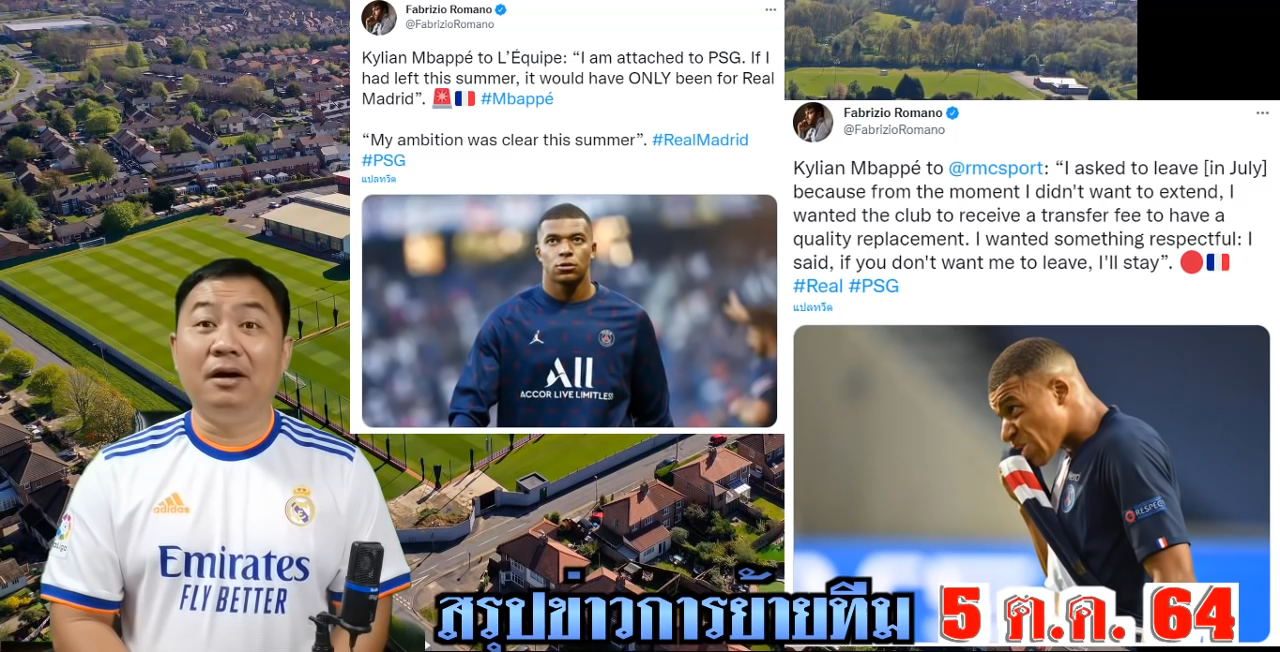 Fabrizio Romano
@FabrizioRomano
Kylian Mbappé to L'Équipe: “I am attached to PSG. If I
had left this summer, it would have ONLY been for Real
Madrid”. 🚨🇫🇷 #Mbappé
“My ambition was clear this summer”. #RealMadrid
#PSG
แปลทวีต
All
ACCOR LIVE LIMITLESS
Fabrizio Romano
@FabrizioRomano
Kylian Mbappé to @rmcsport: “I asked to leave [in July]
because from the moment I didn't want to extend, I
wanted the club to receive a transfer fee to have a
quality replacement. I wanted something respectful: I
said, if you don't want me to leave, I'll stay”. 🔴🇫🇷
#Real #PSG
แปลทวีต
RESPECT
adidas
Emirates
FLY BETTER
สรุปข่าวการย้ายทีม 5 ต.ค. 64